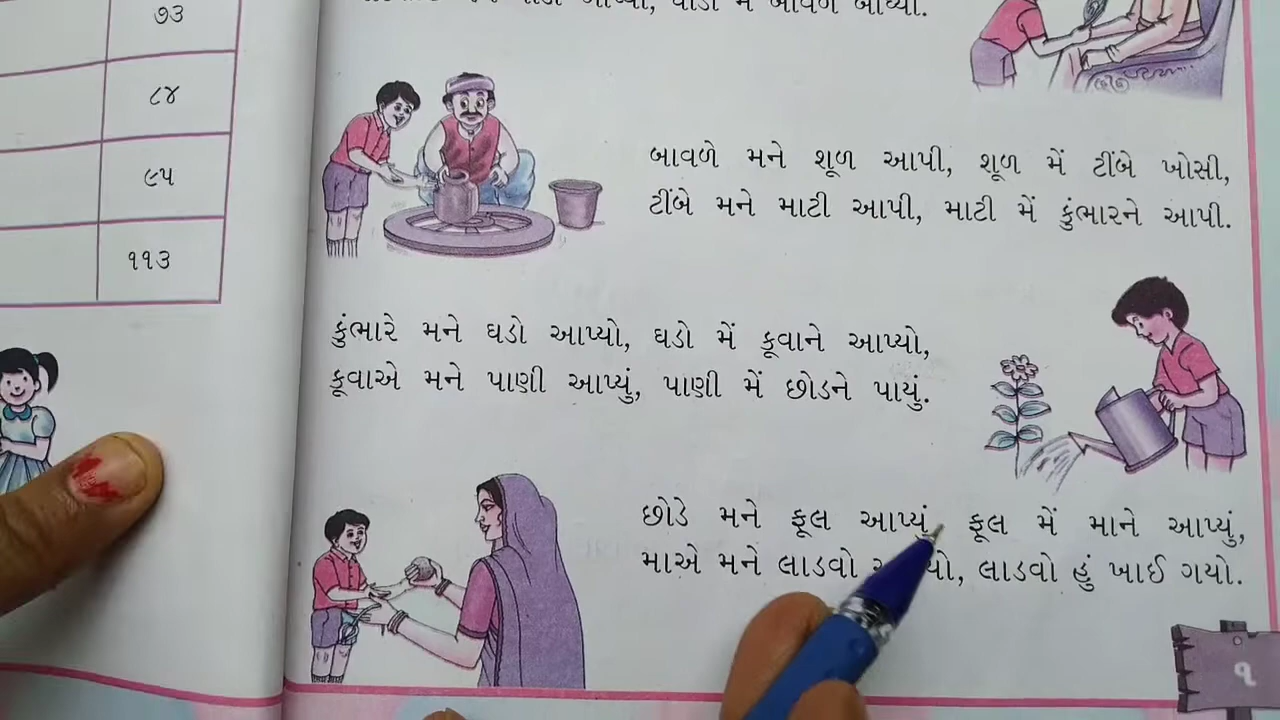 ૭૩
૮૪
૯૫
૧૧૩
બાવળે મને શૂળ આપી, શૂળ મેં ટીંબે ખોસી,
ટીંબે મને માટી આપી, માટી મેં કુંભારને આપી.
કુંભારે મને ઘડો આપ્યો, ઘડો મેં કૂવાને આપ્યો,
કૂવાએ મને પાણી આપ્યું, પાણી મેં છોડને પાયું.
છોડે મને ફૂલ આપ્યું, ફૂલ મેં માને આપ્યું,
માએ મને લાડવો લાડવો હું ખાઈ ગયો.
૧